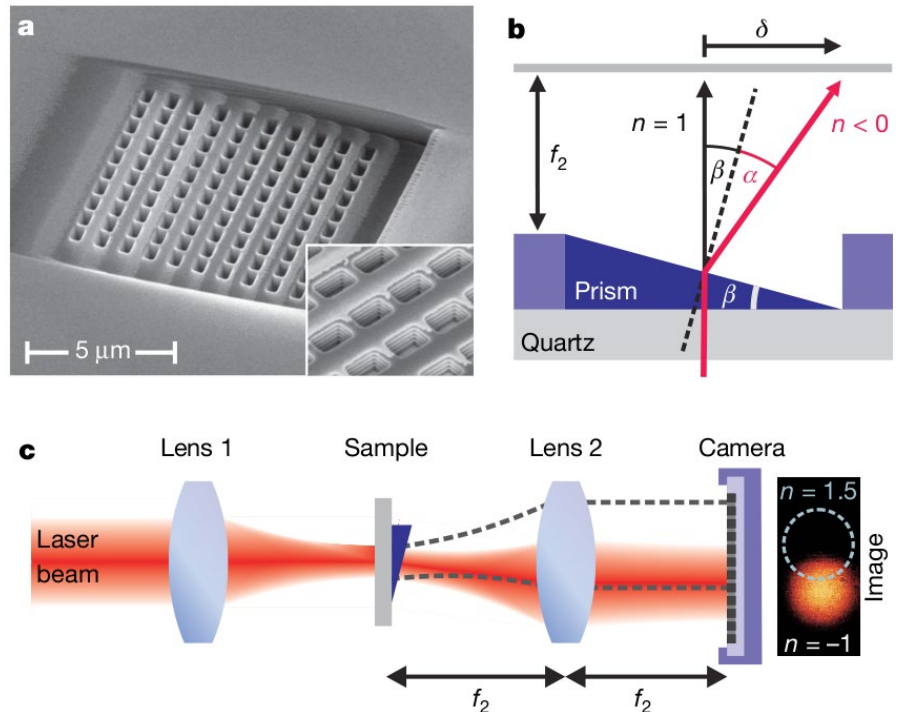 a
5 μm
b
δ
n = 1
n < 0
f₂
β
α
Prism
β
Quartz
c
Lens 1
Sample
Lens 2
Camera
Laser
beam
n = 1.5
Image
n = –1
f₂
f₂